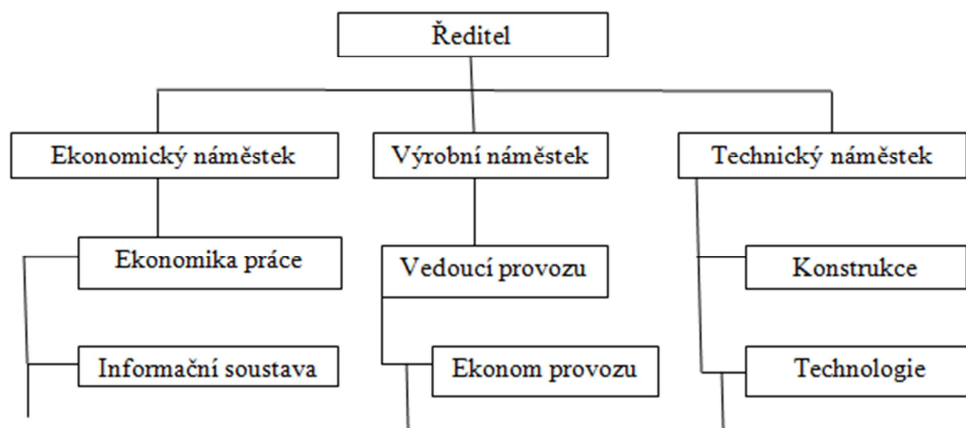 Ředitel
Ekonomický náměstek
Výrobní náměstek
Technický náměstek
Ekonomika práce
Vedoucí provozu
Konstrukce
Informační soustava
Ekonom provozu
Technologie